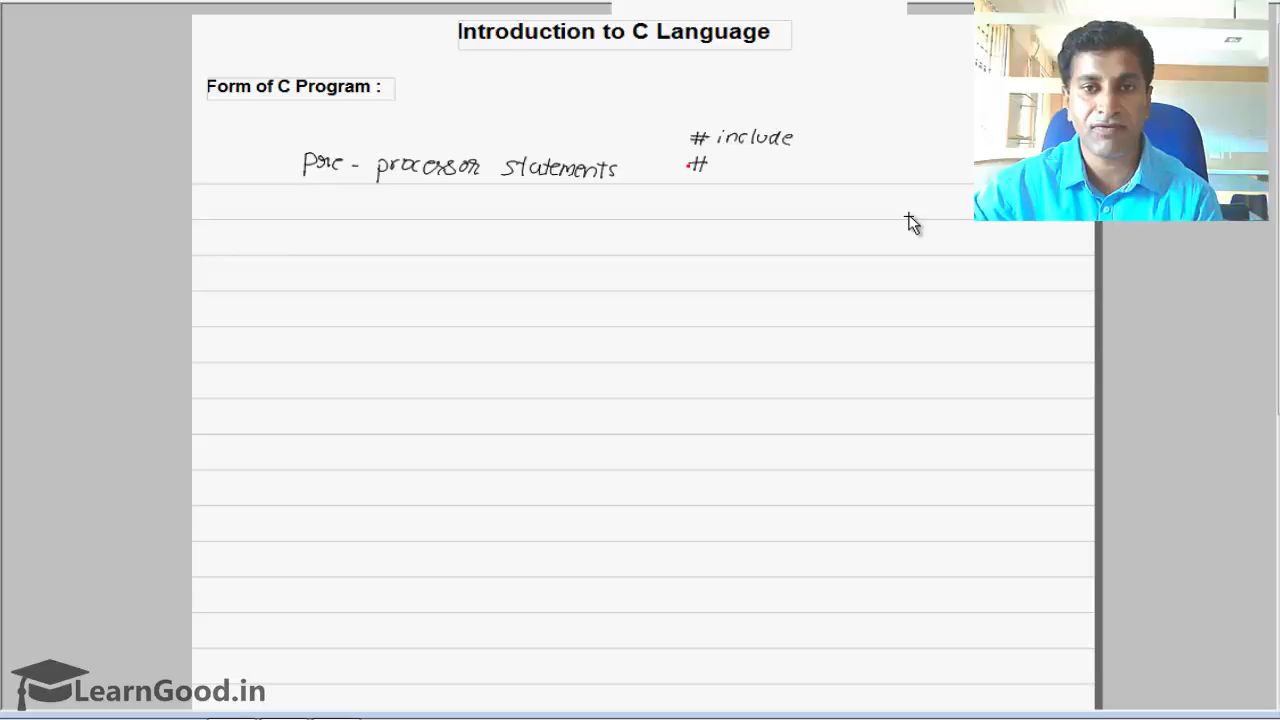 Introduction to C Language
Form of C Program :
# include
Pre - processor statements #
LearnGood.in